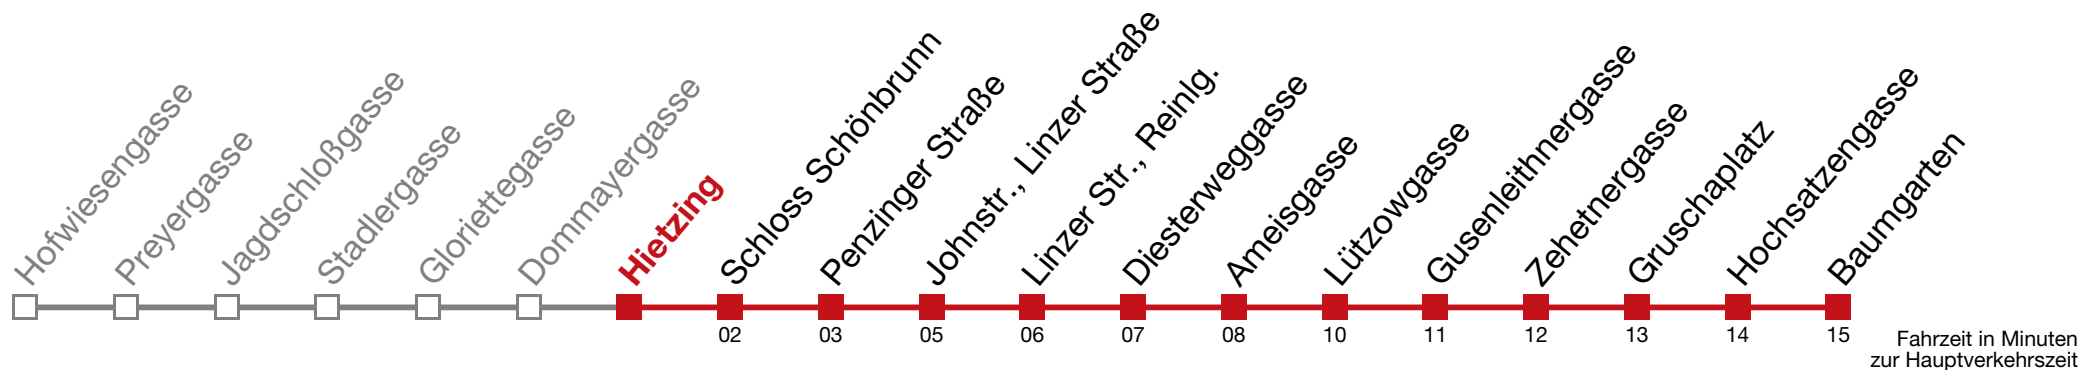 Hofwiesengasse
Preyergasse
Jagdschloßgasse
Stadlergasse
Gloriettegasse
Dommayergasse
Hietzing
Schloss Schönbrunn
Penzinger Straße
Johnstr., Linzer Straße
Linzer Str., Reinlg.
Diesterweggasse
Ameisgasse
Lützowgasse
Gusenleithnergasse
Zehetnergasse
Gruschaplatz
Hochsatzengasse
Baumgarten
02 03 05 06 07 08 10 11 12 13 14 15
Fahrzeit in Minuten
zur Hauptverkehrszeit